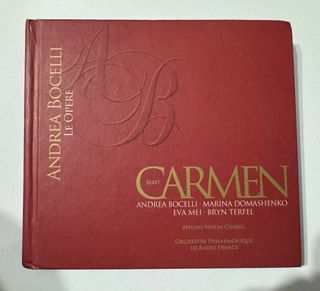 ANDREA BOCELLI
LE OPERE
AB
BIZET
CARMEN
ANDREA BOCELLI · MARINA DOMASHENKO
EVA MEI · BRYN TERFEL
MYUNG-WHUN CHUNG
ORCHESTRE PHILHARMONIQUE
DE RADIO FRANCE